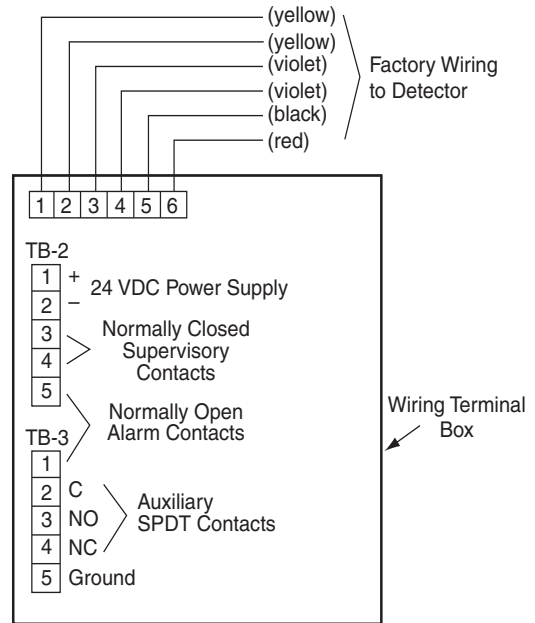 (yellow)
(yellow)
(violet)
(violet)
(black)
(red)
Factory Wiring
to Detector
1 2 3 4 5 6
TB-2
1 +
2 –
24 VDC Power Supply
3
4
Normally Closed
Supervisory
Contacts
5
Normally Open
Alarm Contacts
TB-3
1
2 C
3 NO
4 NC
Auxiliary
SPDT Contacts
5 Ground
Wiring Terminal
Box